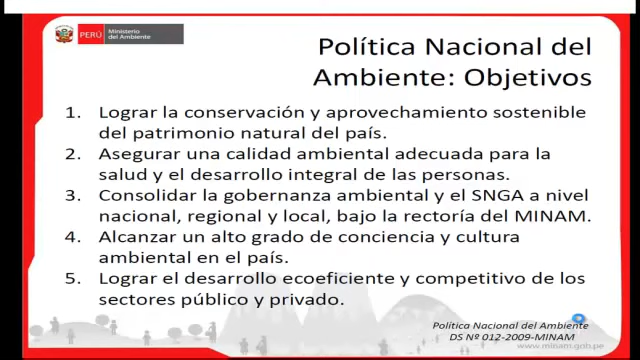 PERÚ
Ministerio
del Ambiente
Política Nacional del
Ambiente: Objetivos
1. Lograr la conservación y aprovechamiento sostenible
del patrimonio natural del país.
2. Asegurar una calidad ambiental adecuada para la
salud y el desarrollo integral de las personas.
3. Consolidar la gobernanza ambiental y el SNGA a nivel
nacional, regional y local, bajo la rectoría del MINAM.
4. Alcanzar un alto grado de conciencia y cultura
ambiental en el país.
5. Lograr el desarrollo ecoeficiente y competitivo de los
sectores público y privado.
Política Nacional del Ambiente
DS Nº 012-2009-MINAM
www.minam.gob.pe